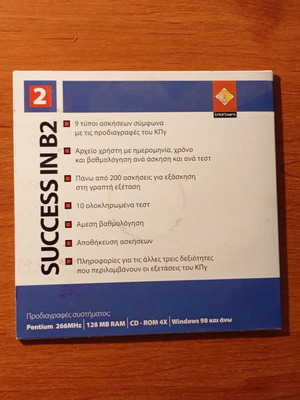 2
Intelearn
SUCCESS IN B2
9 τύποι ασκήσεων σύμφωνα
με τις προδιαγραφές του ΚΠγ
Αρχείο χρήστη με ημερομηνία, χρόνο
και βαθμολόγηση ανά άσκηση και ανά τεστ
Πάνω από 200 ασκήσεις για εξάσκηση
στη γραπτή εξέταση
10 ολοκληρωμένα τεστ
Αμεση βαθμολόγηση
Αποθήκευση ασκήσεων
Πληροφορίες για τις άλλες τρεις δεξιότητες
που περιλαμβάνουν οι εξετάσεις του ΚΠγ
Προδιαγραφές συστήματος:
Pentium 266MHz | 128 MB RAM | CD - ROM 4X | Windows 98 και άνω